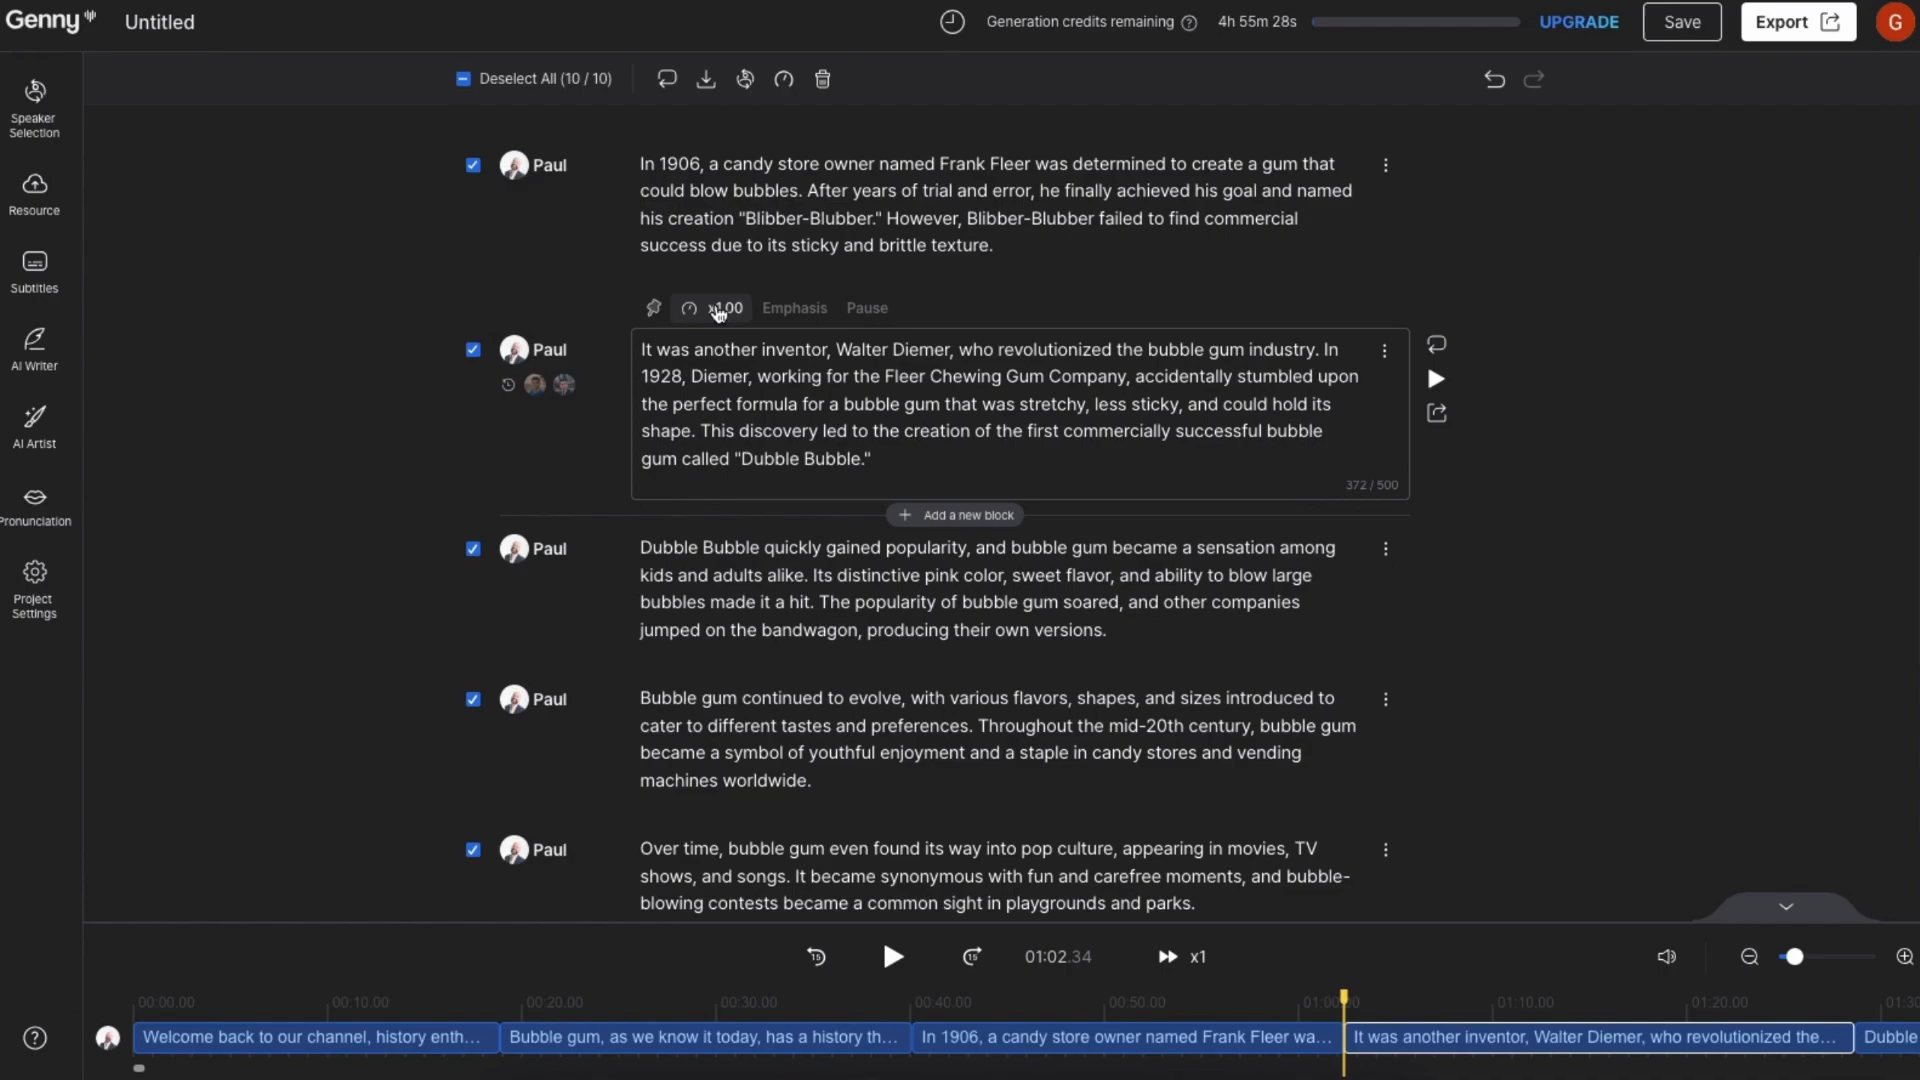 Genny
Untitled
Generation credits remaining
4h 55m 28s
UPGRADE
Save
Export
G
Deselect All (10 / 10)
Speaker
Selection
Resource
Subtitles
AI Writer
AI Artist
Pronunciation
Project
Settings
Paul
In 1906, a candy store owner named Frank Fleer was determined to create a gum that
could blow bubbles. After years of trial and error, he finally achieved his goal and named
his creation "Blibber-Blubber." However, Blibber-Blubber failed to find commercial
success due to its sticky and brittle texture.
x1.00
Emphasis
Pause
Paul
It was another inventor, Walter Diemer, who revolutionized the bubble gum industry. In
1928, Diemer, working for the Fleer Chewing Gum Company, accidentally stumbled upon
the perfect formula for a bubble gum that was stretchy, less sticky, and could hold its
shape. This discovery led to the creation of the first commercially successful bubble
gum called "Dubble Bubble."
372 / 500
+ Add a new block
Paul
Dubble Bubble quickly gained popularity, and bubble gum became a sensation among
kids and adults alike. Its distinctive pink color, sweet flavor, and ability to blow large
bubbles made it a hit. The popularity of bubble gum soared, and other companies
jumped on the bandwagon, producing their own versions.
Paul
Bubble gum continued to evolve, with various flavors, shapes, and sizes introduced to
cater to different tastes and preferences. Throughout the mid-20th century, bubble gum
became a symbol of youthful enjoyment and a staple in candy stores and vending
machines worldwide.
Paul
Over time, bubble gum even found its way into pop culture, appearing in movies, TV
shows, and songs. It became synonymous with fun and carefree moments, and bubble-
blowing contests became a common sight in playgrounds and parks.
15
15
01:02.34
x1
00:00.00
00:10.00
00:20.00
00:30.00
00:40.00
00:50.00
01:00
01:10.00
01:20.00
01:30
Welcome back to our channel, history enth...
Bubble gum, as we know it today, has a history th...
In 1906, a candy store owner named Frank Fleer wa...
It was another inventor, Walter Diemer, who revolutionized the...
Dubble